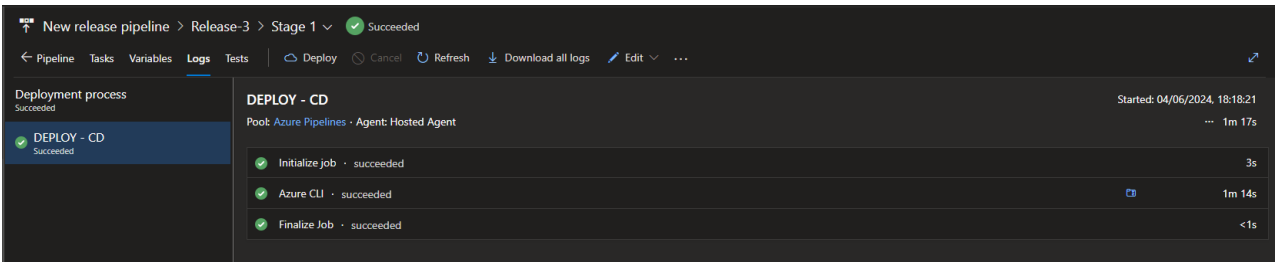 New release pipeline > Release-3 > Stage 1 Succeeded
Pipeline Tasks Variables Logs Tests Deploy Cancel Refresh Download all logs Edit ...
Deployment process
Succeeded
DEPLOY - CD
Succeeded
DEPLOY - CD
Started: 04/06/2024, 18:18:21
Pool: Azure Pipelines · Agent: Hosted Agent
... 1m 17s
Initialize job · succeeded 3s
Azure CLI · succeeded 1m 14s
Finalize Job · succeeded <1s